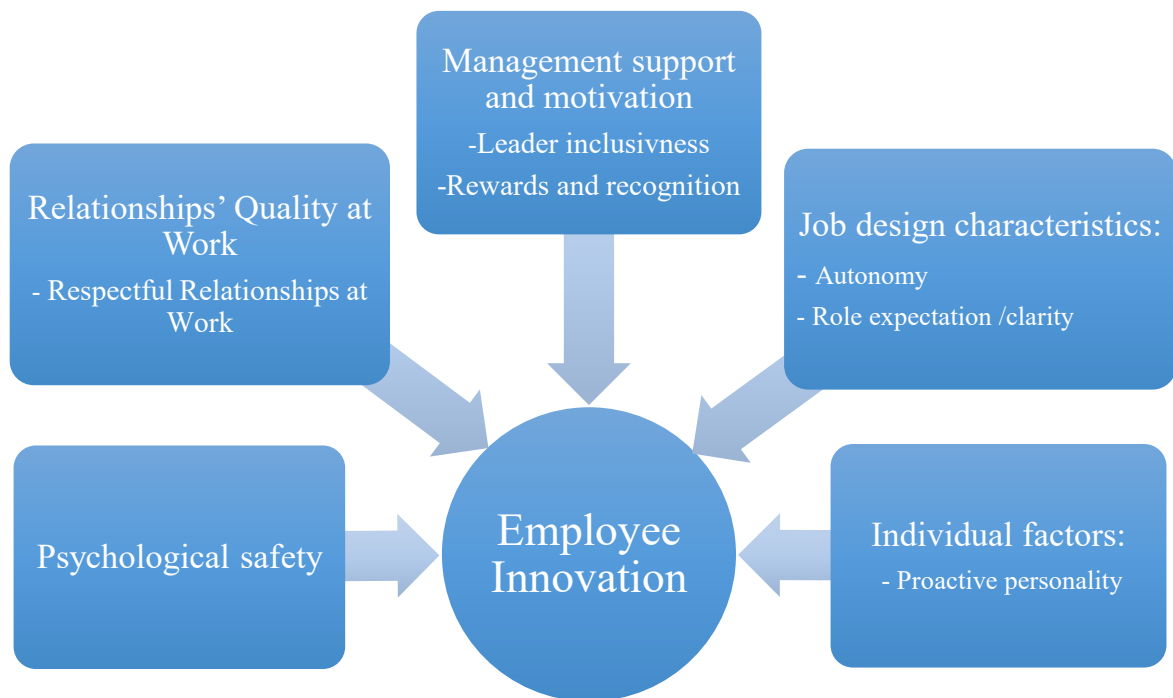 Management support
and motivation
-Leader inclusivness
-Rewards and recognition
Relationships’ Quality at
Work
- Respectful Relationships at
Work
Job design characteristics:
- Autonomy
- Role expectation /clarity
Psychological safety
Employee
Innovation
Individual factors:
- Proactive personality